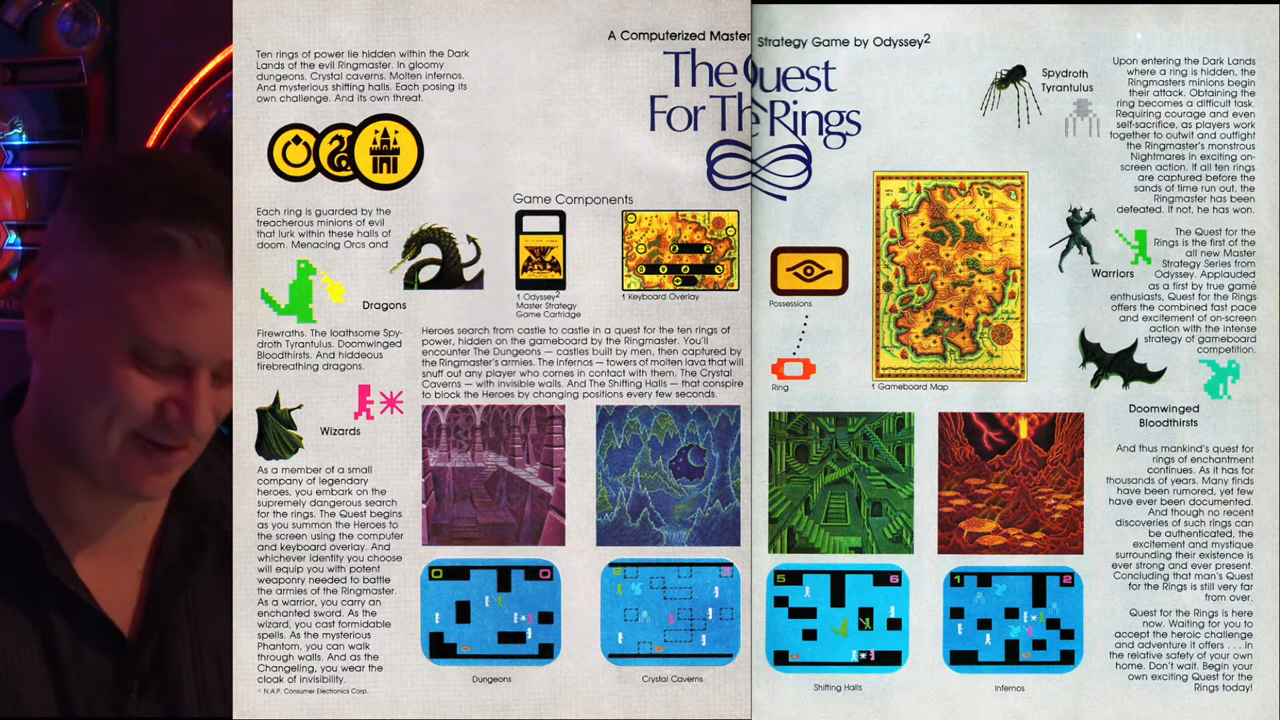 A Computerized Master Strategy Game by Odyssey2
The Quest
For The Rings
Ten rings of power lie hidden within the Dark
Lands of the evil Ringmaster. In gloomy
dungeons. Crystal caverns. Molten infernos.
And mysterious shifting halls. Each posing its
own challenge. And its own threat.
Each ring is guarded by the
treacherous minions of evil
that lurk within these halls of
doom. Menacing Orcs and
Dragons
Firewraths. The loathsome Spy-
droth Tyrantulus. Doomwinged
Bloodthirsts. And hiddeous
firebreathing dragons.
Wizards
As a member of a small
company of legendary
heroes, you embark on the
supremely dangerous search
for the rings. The Quest begins
as you summon the Heroes to
the screen using the computer
and keyboard overlay. And
whichever identity you choose
will equip you with potent
weaponry needed to battle
the armies of the Ringmaster.
As a warrior, you carry an
enchanted sword. As the
wizard, you cast formidable
spells. As the mysterious
Phantom, you can walk
through walls. And as the
Changeling, you wear the
cloak of invisibility.
© N.A.P. Consumer Electronics Corp.
Game Components
1 Odyssey2
Master Strategy
Game Cartridge
1 Keyboard Overlay
Heroes search from castle to castle in a quest for the ten rings of
power, hidden on the gameboard by the Ringmaster. You'll
encounter The Dungeons — castles built by men, then captured by
the Ringmaster's armies. The Infernos — towers of molten lava that will
snuff out any player who comes in contact with them. The Crystal
Caverns — with invisible walls. And The Shifting Halls — that conspire
to block the Heroes by changing positions every few seconds.
0 0
Dungeons
Crystal Caverns
Possessions
Ring
1 Gameboard Map
5 6
Shifting Halls
1 2
Infernos
Spydroth
Tyrantulus
Upon entering the Dark Lands
where a ring is hidden, the
Ringmasters minions begin
their attack. Obtaining the
ring becomes a difficult task.
Requiring courage and even
self-sacrifice, as players work
together to outwit and outfight
the Ringmaster's monstrous
Nightmares in exciting on-
screen action. If all ten rings
are captured before the
sands of time run out, the
Ringmaster has been
defeated. If not, he has won.
Warriors
The Quest for the
Rings is the first of the
all new Master
Strategy Series from
Odyssey. Applauded
as a first by true game
enthusiasts, Quest for the Rings
offers the combined fast pace
and excitement of on-screen
action with the intense
strategy of gameboard
competition.
Doomwinged
Bloodthirsts
And thus mankind's quest for
rings of enchantment
continues. As it has for
thousands of years. Many finds
have been rumored, yet few
have ever been documented.
And though no recent
discoveries of such rings can
be authenticated, the
excitement and mystique
surrounding their existence is
ever strong and ever present.
Concluding that man's Quest
for the Rings is still very far
from over.
Quest for the Rings is here
now. Waiting for you to
accept the heroic challenge
and adventure it offers . . . in
the relative safety of your own
home. Don't wait. Begin your
own exciting Quest for the
Rings today!